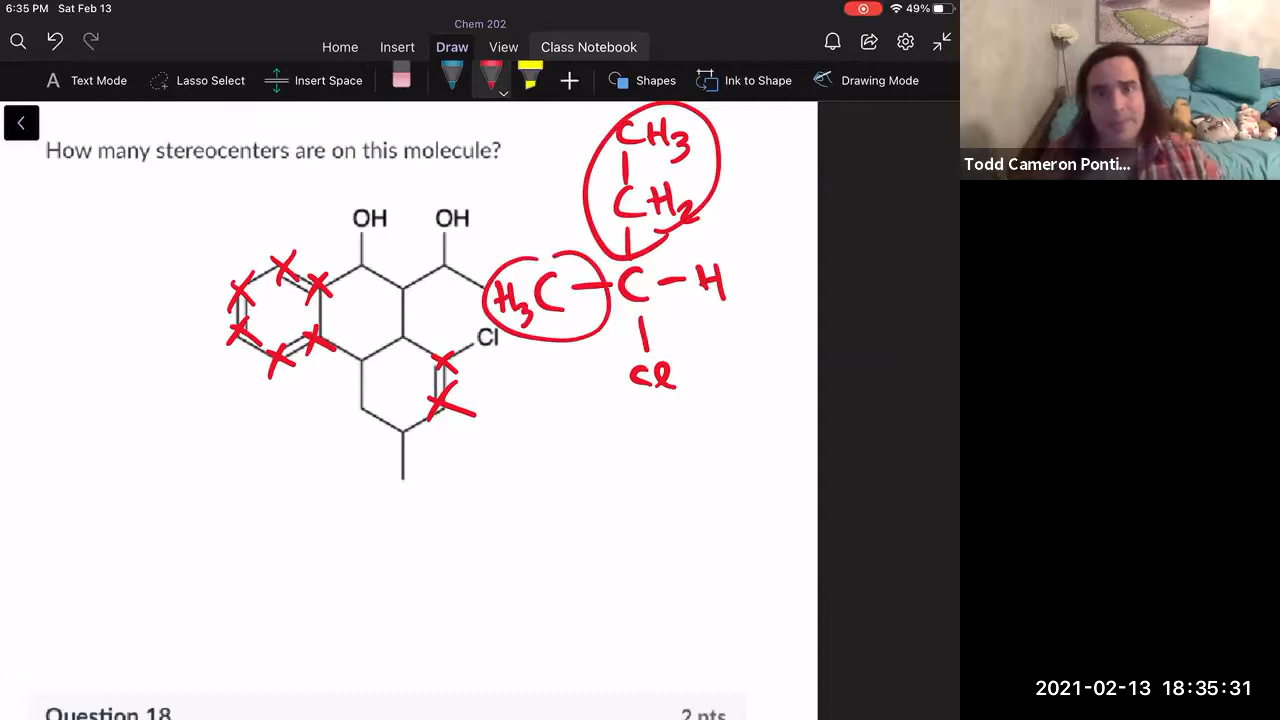 6:35 PM Sat Feb 13
49%
Chem 202
Home Insert Draw View Class Notebook
Text Mode Lasso Select Insert Space Shapes Ink to Shape Drawing Mode
How many stereocenters are on this molecule?
CH3
CH2
OH OH
H3C C H
Cl
Cl
Todd Cameron Ponti...
Question 18
2 pts
2021-02-13 18:35:31